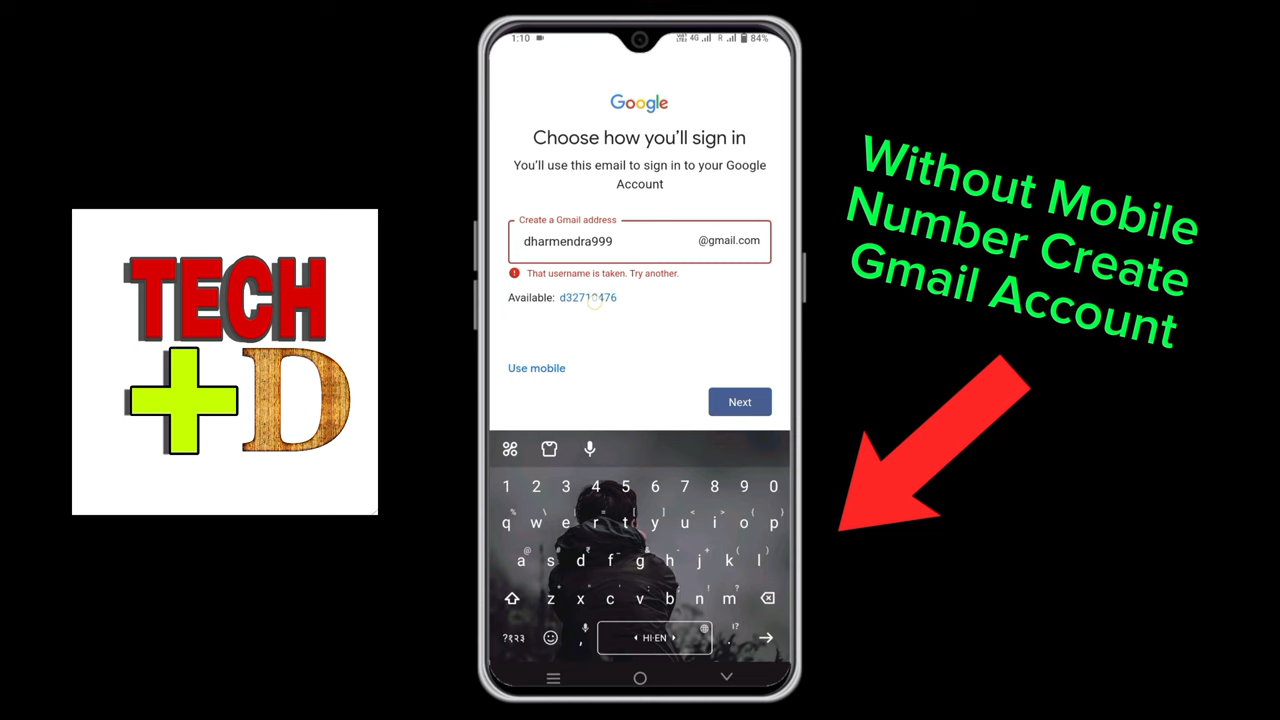 1:10
4G R 84%
Google
Choose how you'll sign in
You'll use this email to sign in to your Google
Account
Create a Gmail address
dharmendra999 @gmail.com
That username is taken. Try another.
Available: d32710476
Use mobile
Next
1 2 3 4 5 6 7 8 9 0
q w e r t y u i o p
a s d f g h j k l
z x c v b n m
?१२३ , HI·EN .
TECH
+D
Without Mobile
Number Create
Gmail Account